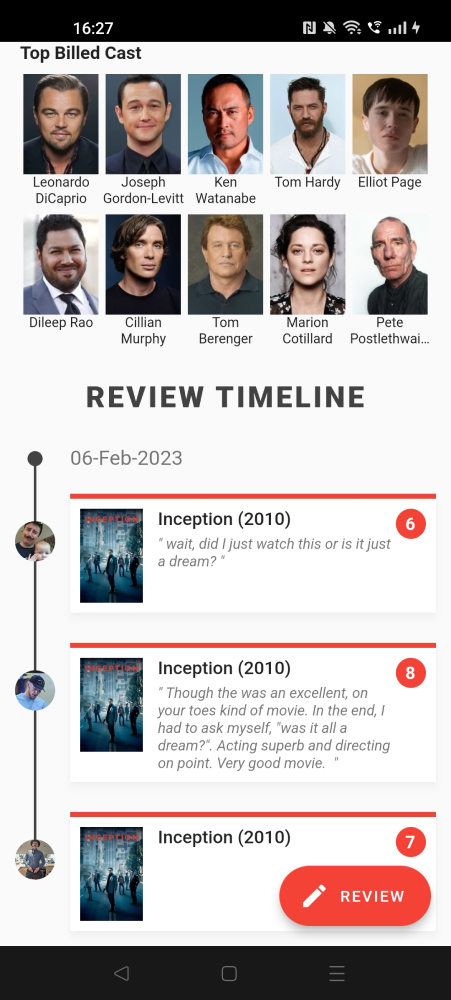 16:27
Top Billed Cast
Leonardo
DiCaprio
Joseph
Gordon-Levitt
Ken
Watanabe
Tom Hardy
Elliot Page
Dileep Rao
Cillian
Murphy
Tom
Berenger
Marion
Cotillard
Pete
Postlethwai...
REVIEW TIMELINE
06-Feb-2023
INCEPTION
Inception (2010)
6
" wait, did I just watch this or is it just
a dream? "
INCEPTION
Inception (2010)
8
" Though the was an excellent, on
your toes kind of movie. In the end, I
had to ask myself, "was it all a
dream?". Acting superb and directing
on point. Very good movie.  "
INCEPTION
Inception (2010)
7
REVIEW